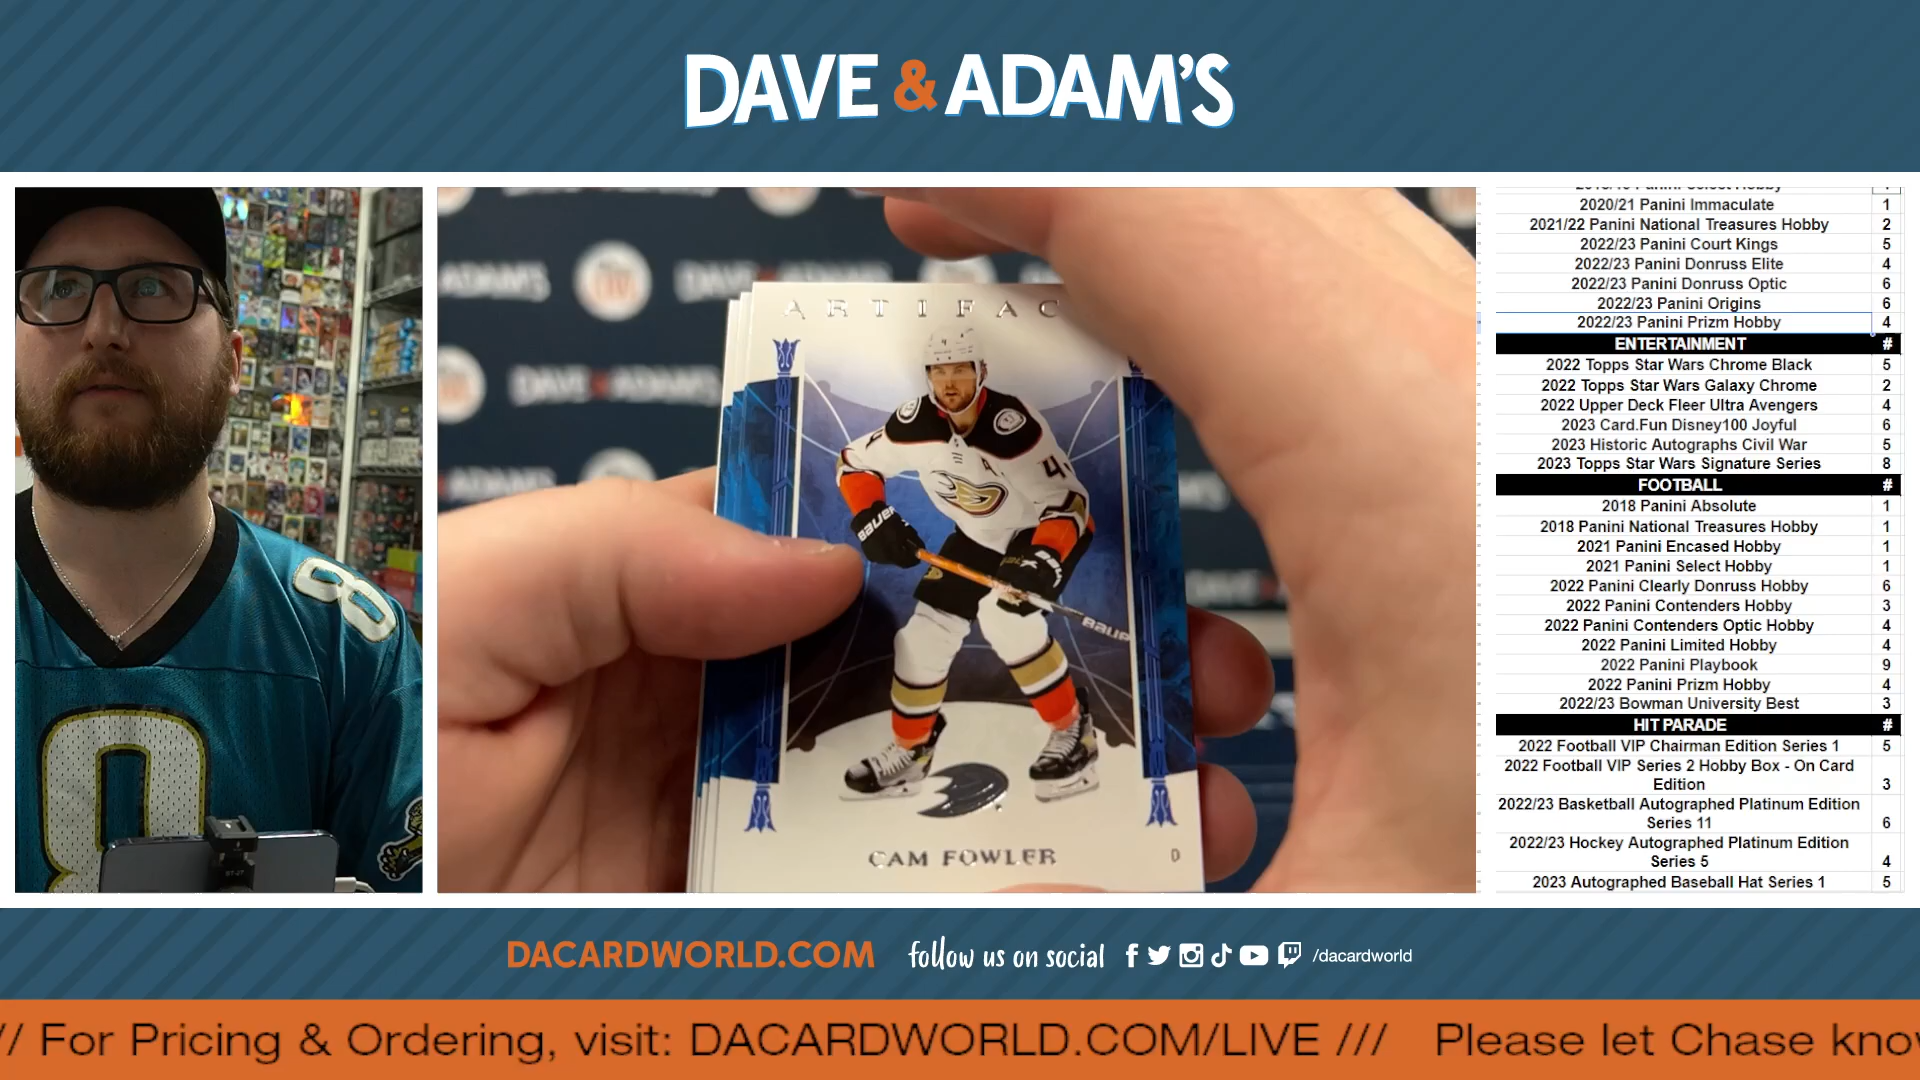 DAVE & ADAM'S
2020/21 Panini Immaculate 1
2021/22 Panini National Treasures Hobby 2
2022/23 Panini Court Kings 5
2022/23 Panini Donruss Elite 4
2022/23 Panini Donruss Optic 6
2022/23 Panini Origins 6
2022/23 Panini Prizm Hobby 4
ENTERTAINMENT #
2022 Topps Star Wars Chrome Black 5
2022 Topps Star Wars Galaxy Chrome 2
2022 Upper Deck Fleer Ultra Avengers 4
2023 Card.Fun Disney100 Joyful 6
2023 Historic Autographs Civil War 5
2023 Topps Star Wars Signature Series 8
FOOTBALL #
2018 Panini Absolute 1
2018 Panini National Treasures Hobby 1
2021 Panini Encased Hobby 1
2021 Panini Select Hobby 1
2022 Panini Clearly Donruss Hobby 6
2022 Panini Contenders Hobby 3
2022 Panini Contenders Optic Hobby 4
2022 Panini Limited Hobby 4
2022 Panini Playbook 9
2022 Panini Prizm Hobby 4
2022/23 Bowman University Best 3
HIT PARADE #
2022 Football VIP Chairman Edition Series 1 5
2022 Football VIP Series 2 Hobby Box - On Card
Edition 3
2022/23 Basketball Autographed Platinum Edition
Series 11 6
2022/23 Hockey Autographed Platinum Edition
Series 5 4
2023 Autographed Baseball Hat Series 1 5
ARTIFAC
4
BAUER
BAUER
CAM FOWLER D
8
8
DAVE & ADAM'S
DACARDWORLD.COM follow us on social /dacardworld
// For Pricing & Ordering, visit: DACARDWORLD.COM/LIVE /// Please let Chase kno